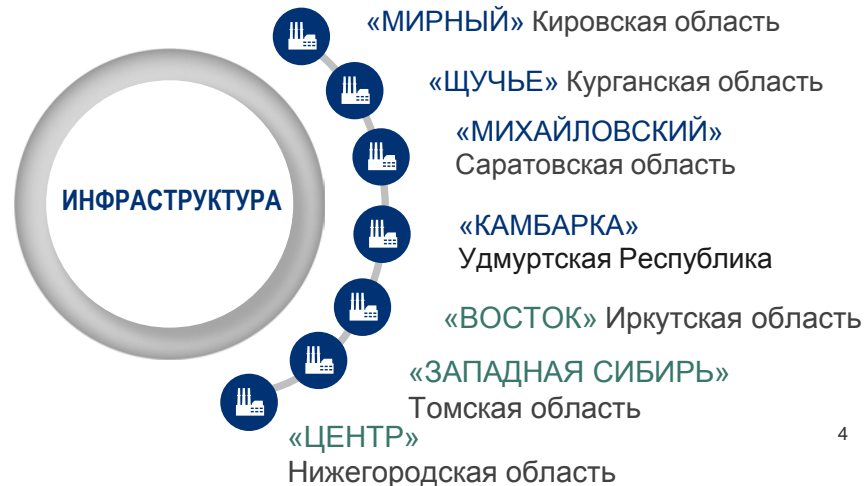 «МИРНЫЙ» Кировская область
«ЩУЧЬЕ» Курганская область
«МИХАЙЛОВСКИЙ»
Саратовская область
ИНФРАСТРУКТУРА
«КАМБАРКА»
Удмуртская Республика
«ВОСТОК» Иркутская область
«ЗАПАДНАЯ СИБИРЬ»
Томская область
«ЦЕНТР»
Нижегородская область
4